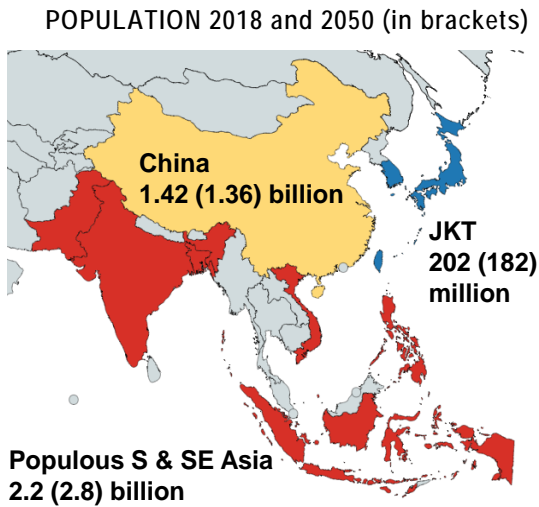 POPULATION 2018 and 2050 (in brackets)
China
1.42 (1.36) billion
JKT
202 (182)
million
Populous S & SE Asia
2.2 (2.8) billion